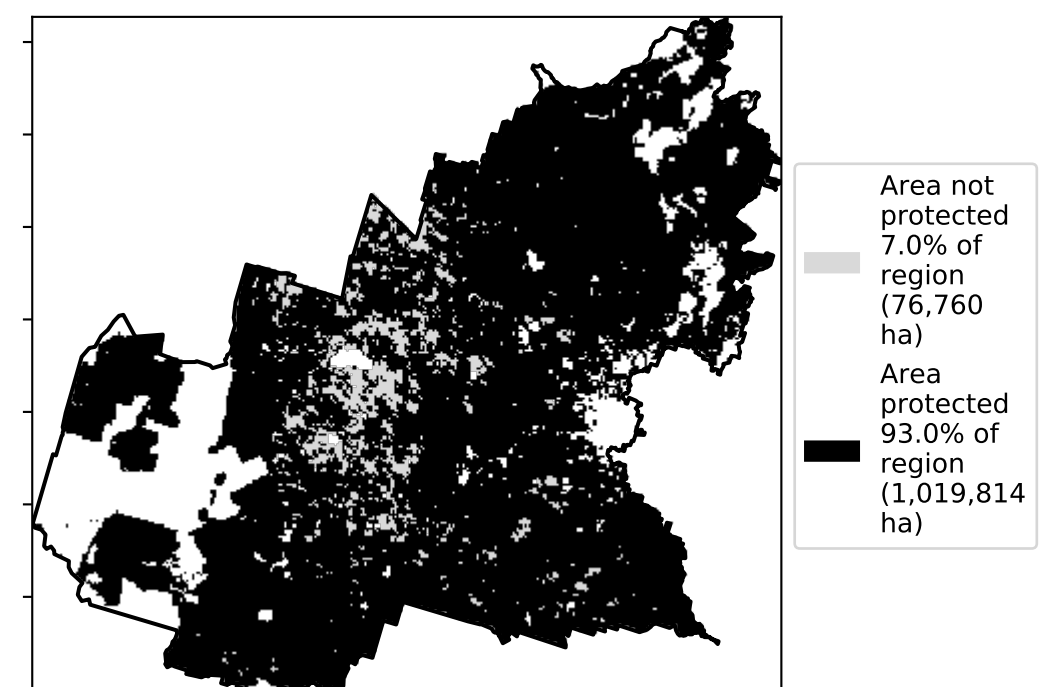 Area not
protected
7.0% of
region
(76,760
ha)
Area
protected
93.0% of
region
(1,019,814
ha)